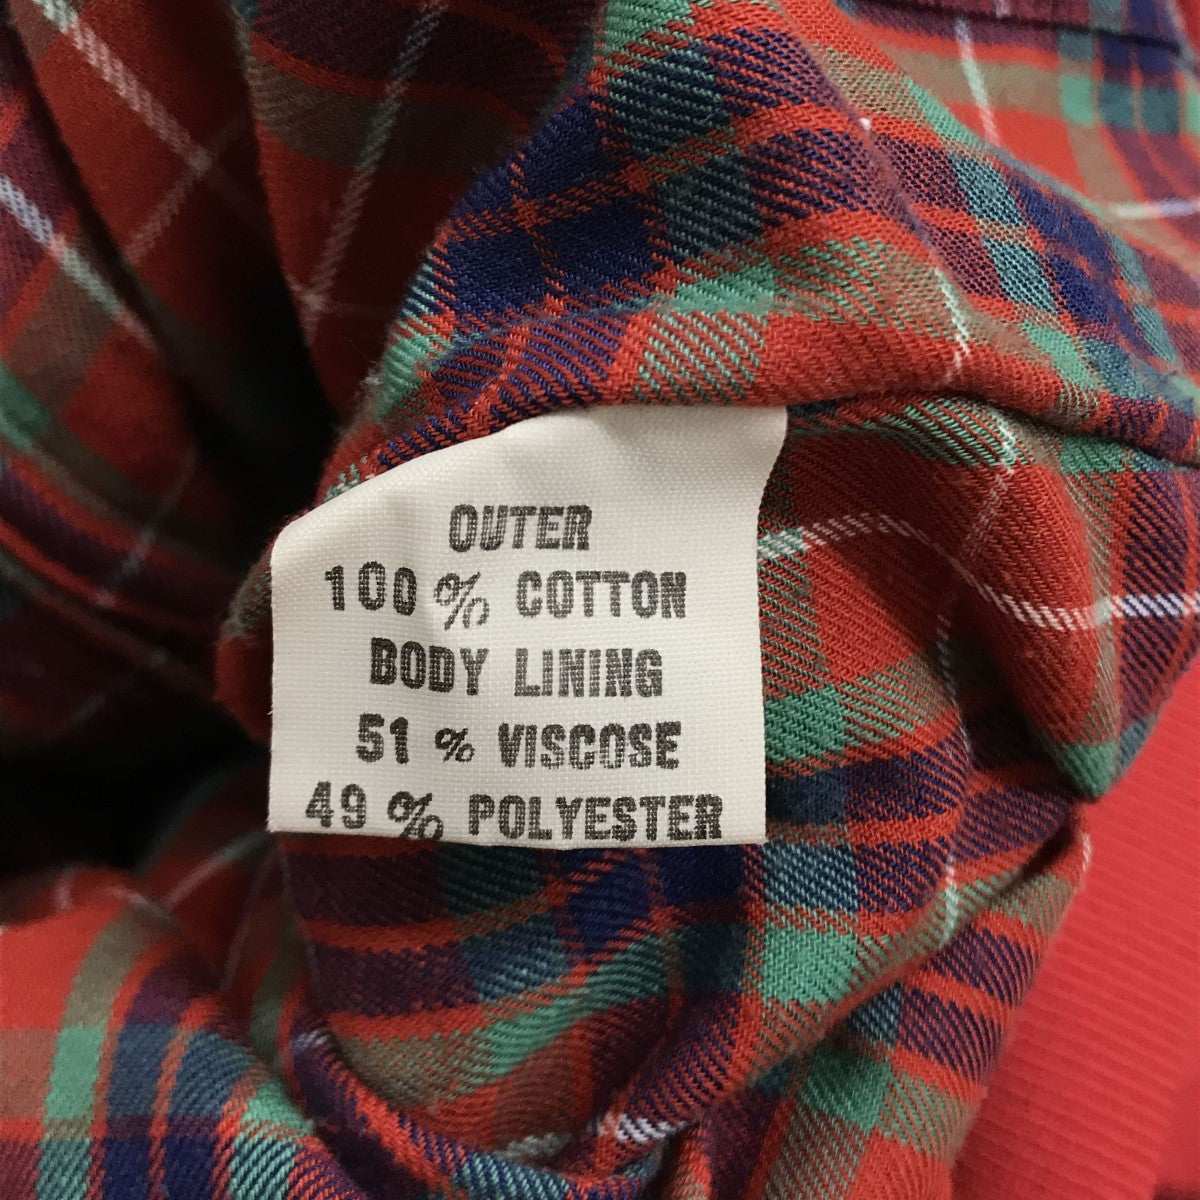 OUTER
100% COTTON
BODY LINING
51% VISCOSE
49% POLYESTER